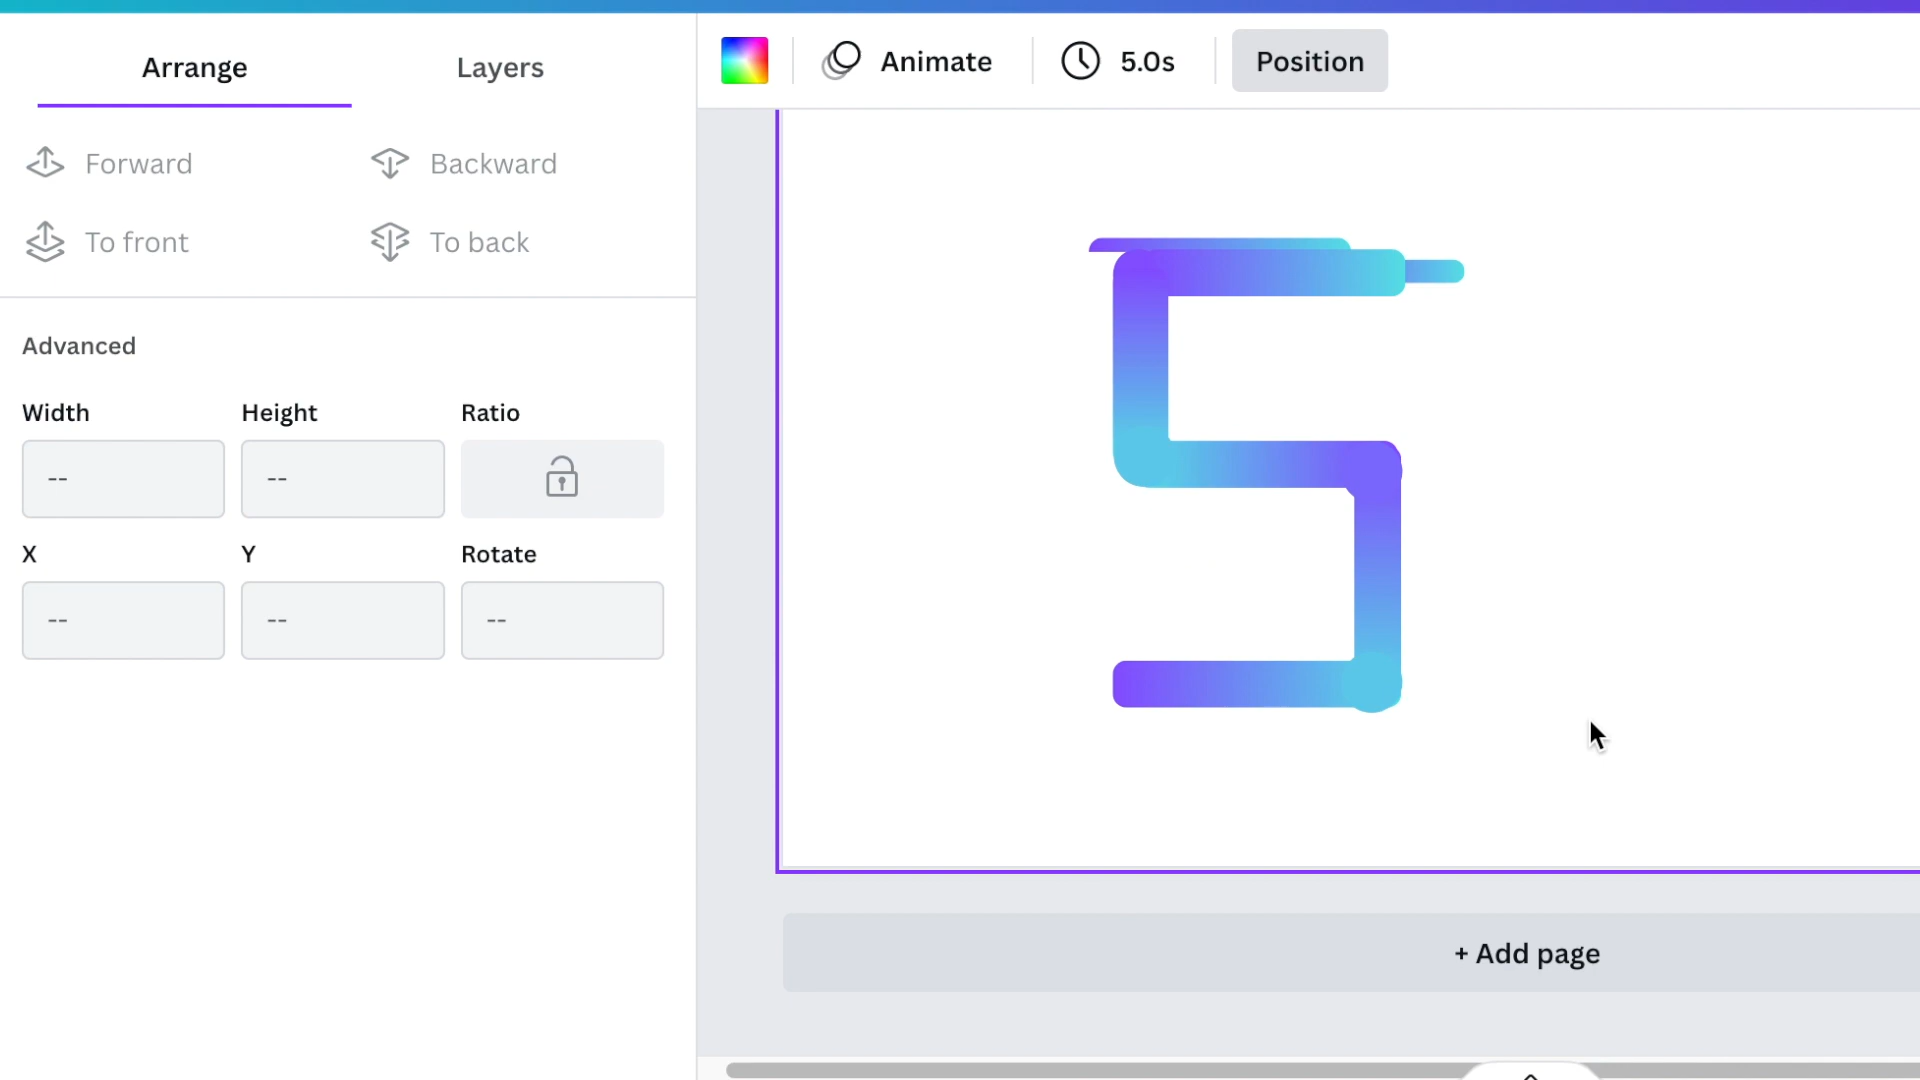 Arrange Layers Animate 5.0s Position
Forward Backward
To front To back
Advanced
Width Height Ratio
-- --
X Y Rotate
-- -- --
5
+ Add page